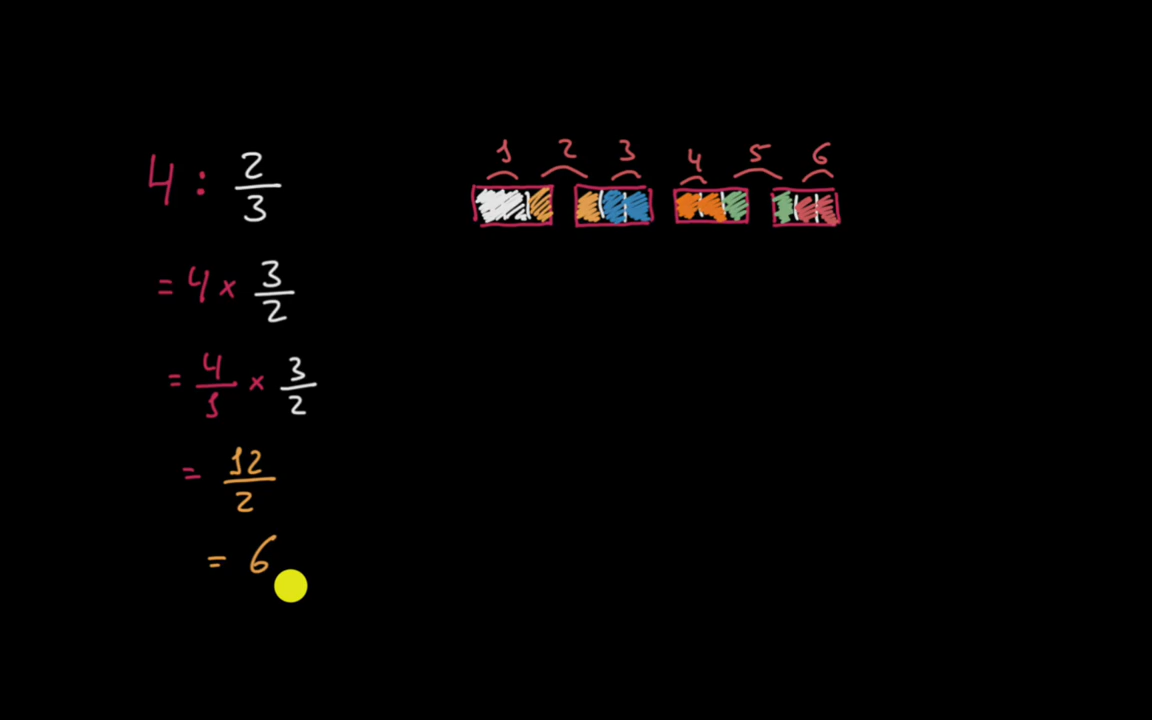 4 : 2/3
= 4 × 3/2
= 4/1 × 3/2
= 12/2
= 6
1 2 3 4 5 6